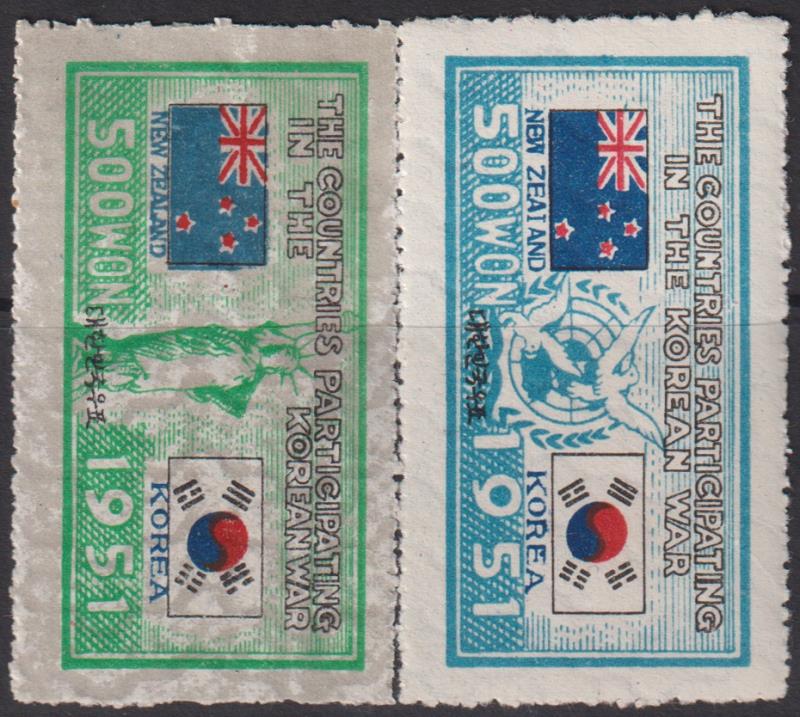 THE COUNTRIES PARTICIPATING
IN THE KOREAN WAR
NEW ZEALAND
KOREA
대한민국우표
500WON 1951
THE COUNTRIES PARTICIPATING
IN THE KOREAN WAR
NEW ZEAIAND
KOREA
대한민국우표
500WON 1951